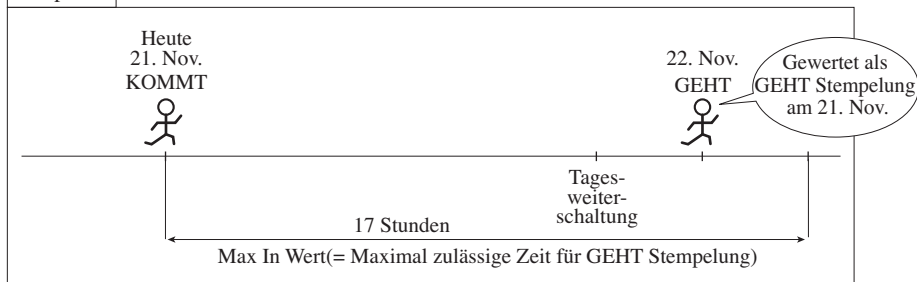 Heute
21. Nov.
KOMMT
22. Nov.
GEHT
Gewertet als
GEHT Stempelung
am 21. Nov.
Tages-
weiter-
schaltung
17 Stunden
Max In Wert(= Maximal zulässige Zeit für GEHT Stempelung)